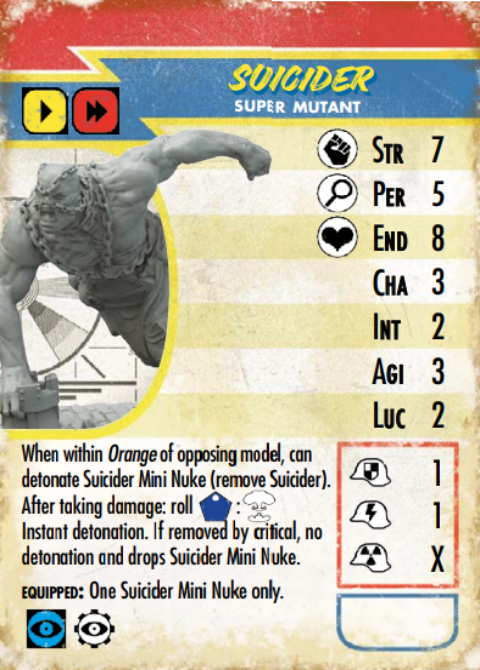 SUICIDER
SUPER MUTANT
STR 7
PER 5
END 8
CHA 3
INT 2
AGI 3
LUC 2
When within Orange of opposing model, can
detonate Suicider Mini Nuke (remove Suicider).
After taking damage: roll :
Instant detonation. If removed by critical, no
detonation and drops Suicider Mini Nuke.
EQUIPPED: One Suicider Mini Nuke only.
1
1
X